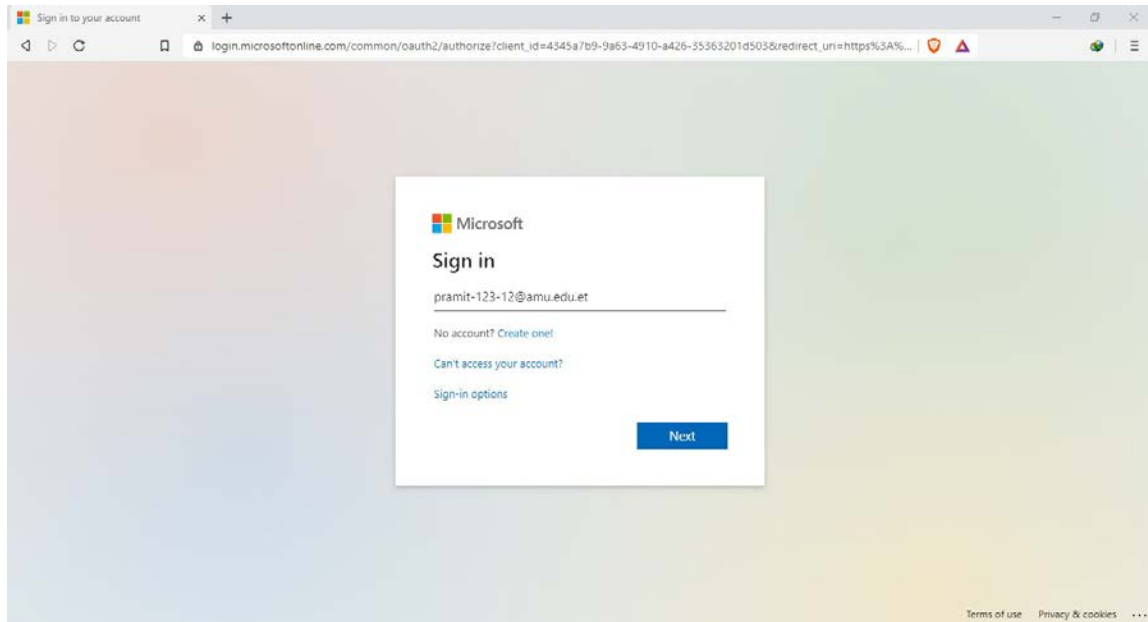 Sign in to your account
login.microsoftonline.com/common/oauth2/authorize?client_id=4345a7b9-9a63-4910-a426-35363201d503&redirect_uri=https%3A%...
Microsoft
Sign in
pramit-123-12@amu.edu.et
No account? Create one!
Can't access your account?
Sign-in options
Next
Terms of use Privacy & cookies ...